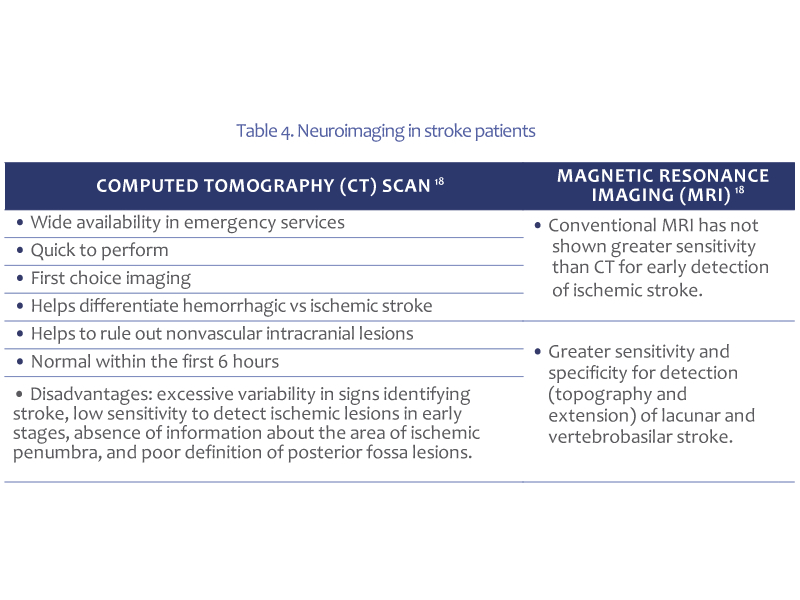 Table 4. Neuroimaging in stroke patients
COMPUTED TOMOGRAPHY (CT) SCAN 18
• Wide availability in emergency services
• Quick to perform
• First choice imaging
• Helps differentiate hemorrhagic vs ischemic stroke
• Helps to rule out nonvascular intracranial lesions
• Normal within the first 6 hours
• Disadvantages: excessive variability in signs identifying
stroke, low sensitivity to detect ischemic lesions in early
stages, absence of information about the area of ischemic
penumbra, and poor definition of posterior fossa lesions.
MAGNETIC RESONANCE
IMAGING (MRI) 18
• Conventional MRI has not
shown greater sensitivity
than CT for early detection
of ischemic stroke.
• Greater sensitivity and
specificity for detection
(topography and
extension) of lacunar and
vertebrobasilar stroke.